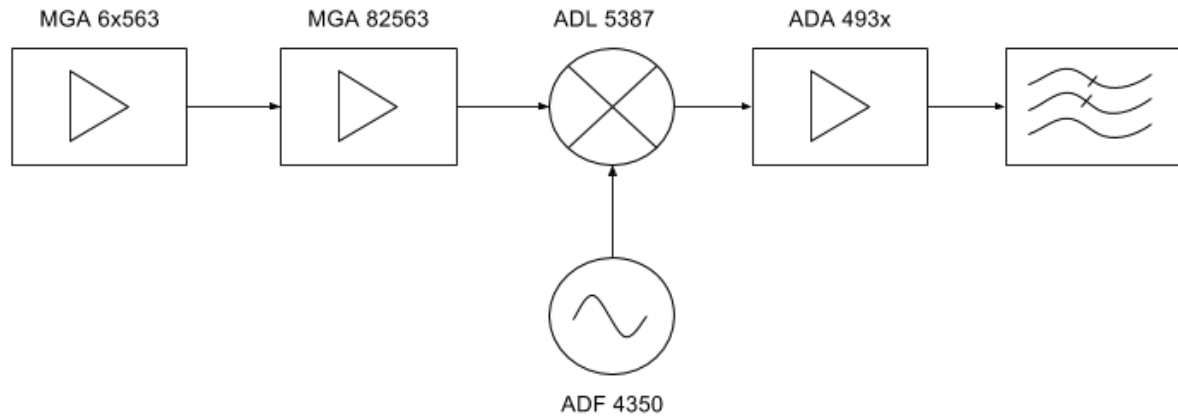 MGA 6x563
MGA 82563
ADL 5387
ADA 493x
ADF 4350